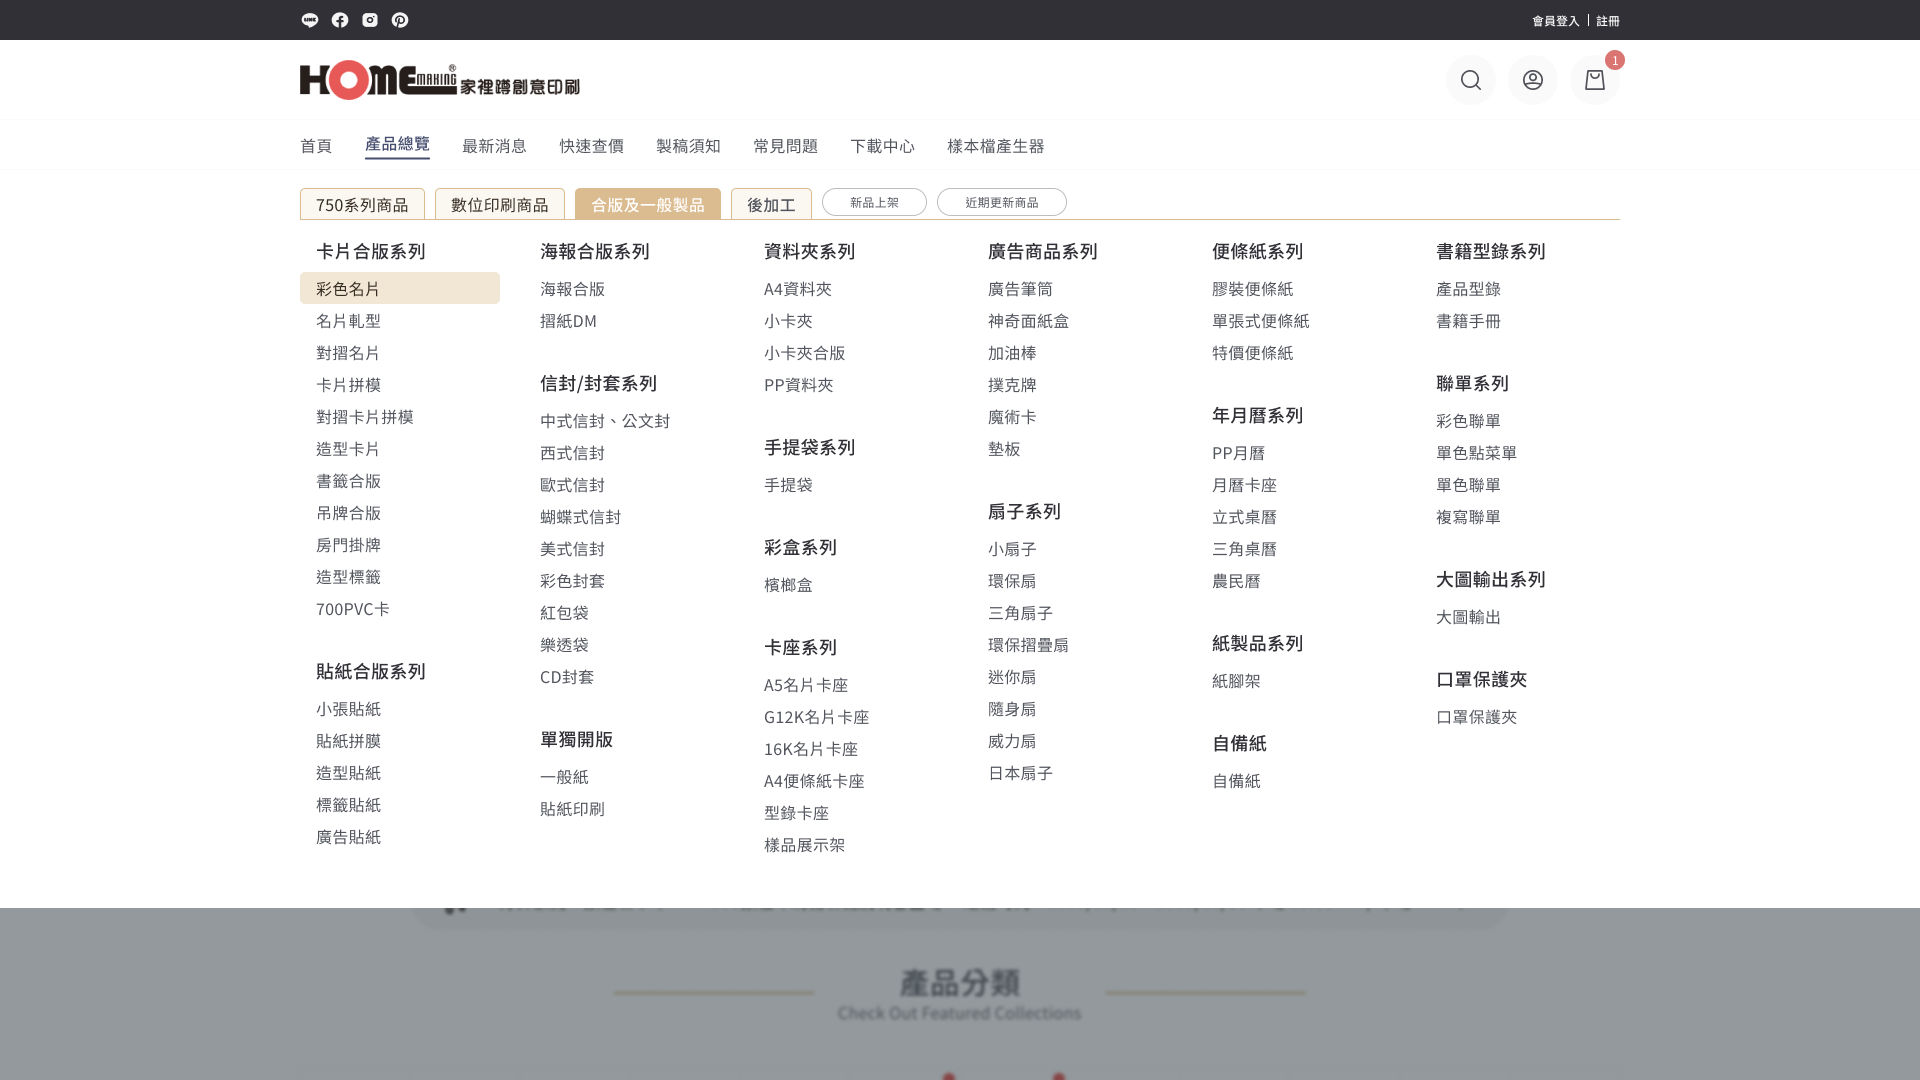 LINE
會員登入
註冊
HOME MAKING® 家裡蹲創意印刷
1
首頁 產品總覽 最新消息 快速查價 製稿須知 常見問題 下載中心 樣本檔產生器
750系列商品 數位印刷商品 合版及一般製品 後加工 新品上架 近期更新商品
卡片合版系列
彩色名片
名片軋型
對摺名片
卡片拼模
對摺卡片拼模
造型卡片
書籤合版
吊牌合版
房門掛牌
造型標籤
700PVC卡
貼紙合版系列
小張貼紙
貼紙拼膜
造型貼紙
標籤貼紙
廣告貼紙
海報合版系列
海報合版
摺紙DM
信封/封套系列
中式信封、公文封
西式信封
歐式信封
蝴蝶式信封
美式信封
彩色封套
紅包袋
樂透袋
CD封套
單獨開版
一般紙
貼紙印刷
資料夾系列
A4資料夾
小卡夾
小卡夾合版
PP資料夾
手提袋系列
手提袋
彩盒系列
檳榔盒
卡座系列
A5名片卡座
G12K名片卡座
16K名片卡座
A4便條紙卡座
型錄卡座
樣品展示架
廣告商品系列
廣告筆筒
神奇面紙盒
加油棒
撲克牌
魔術卡
墊板
扇子系列
小扇子
環保扇
三角扇子
環保摺疊扇
迷你扇
隨身扇
威力扇
日本扇子
便條紙系列
膠裝便條紙
單張式便條紙
特價便條紙
年月曆系列
PP月曆
月曆卡座
立式桌曆
三角桌曆
農民曆
紙製品系列
紙腳架
自備紙
自備紙
書籍型錄系列
產品型錄
書籍手冊
聯單系列
彩色聯單
單色點菜單
單色聯單
複寫聯單
大圖輸出系列
大圖輸出
口罩保護夾
口罩保護夾
產品分類
Check Out Featured Collections